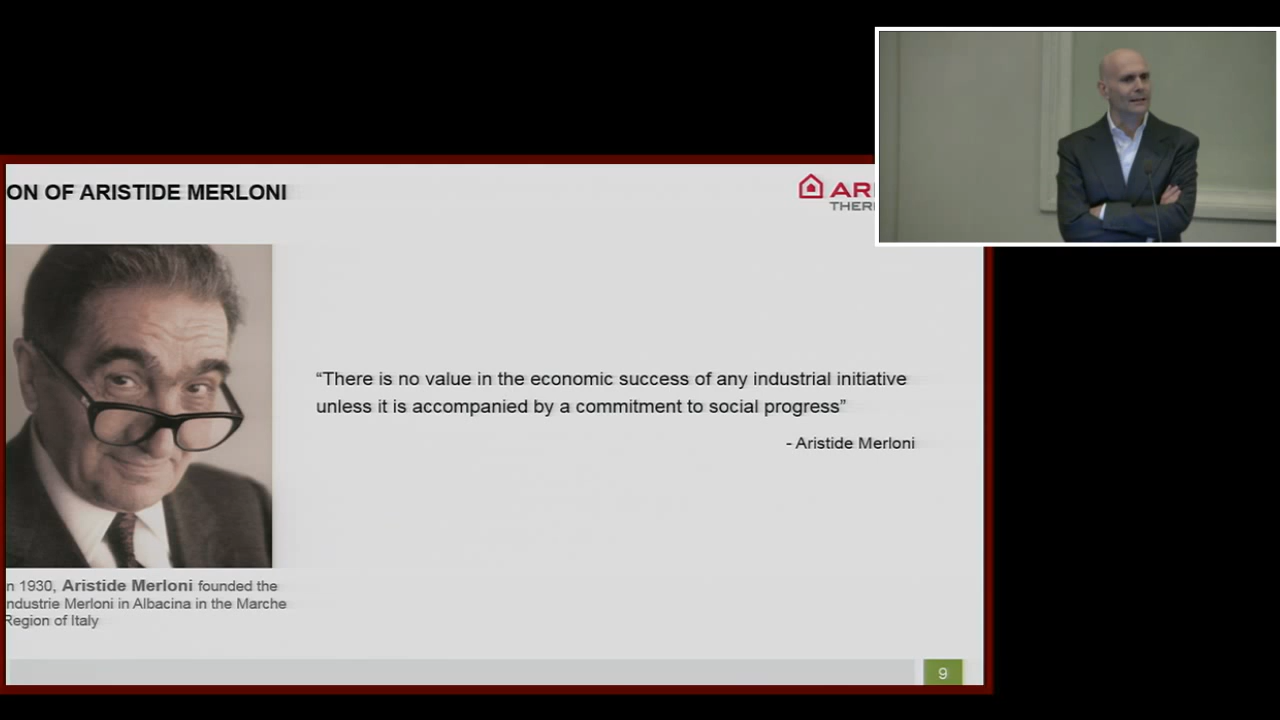 ON OF ARISTIDE MERLONI
AR
THER
“There is no value in the economic success of any industrial initiative
unless it is accompanied by a commitment to social progress”
- Aristide Merloni
n 1930, Aristide Merloni founded the
ndustrie Merloni in Albacina in the Marche
Region of Italy
9